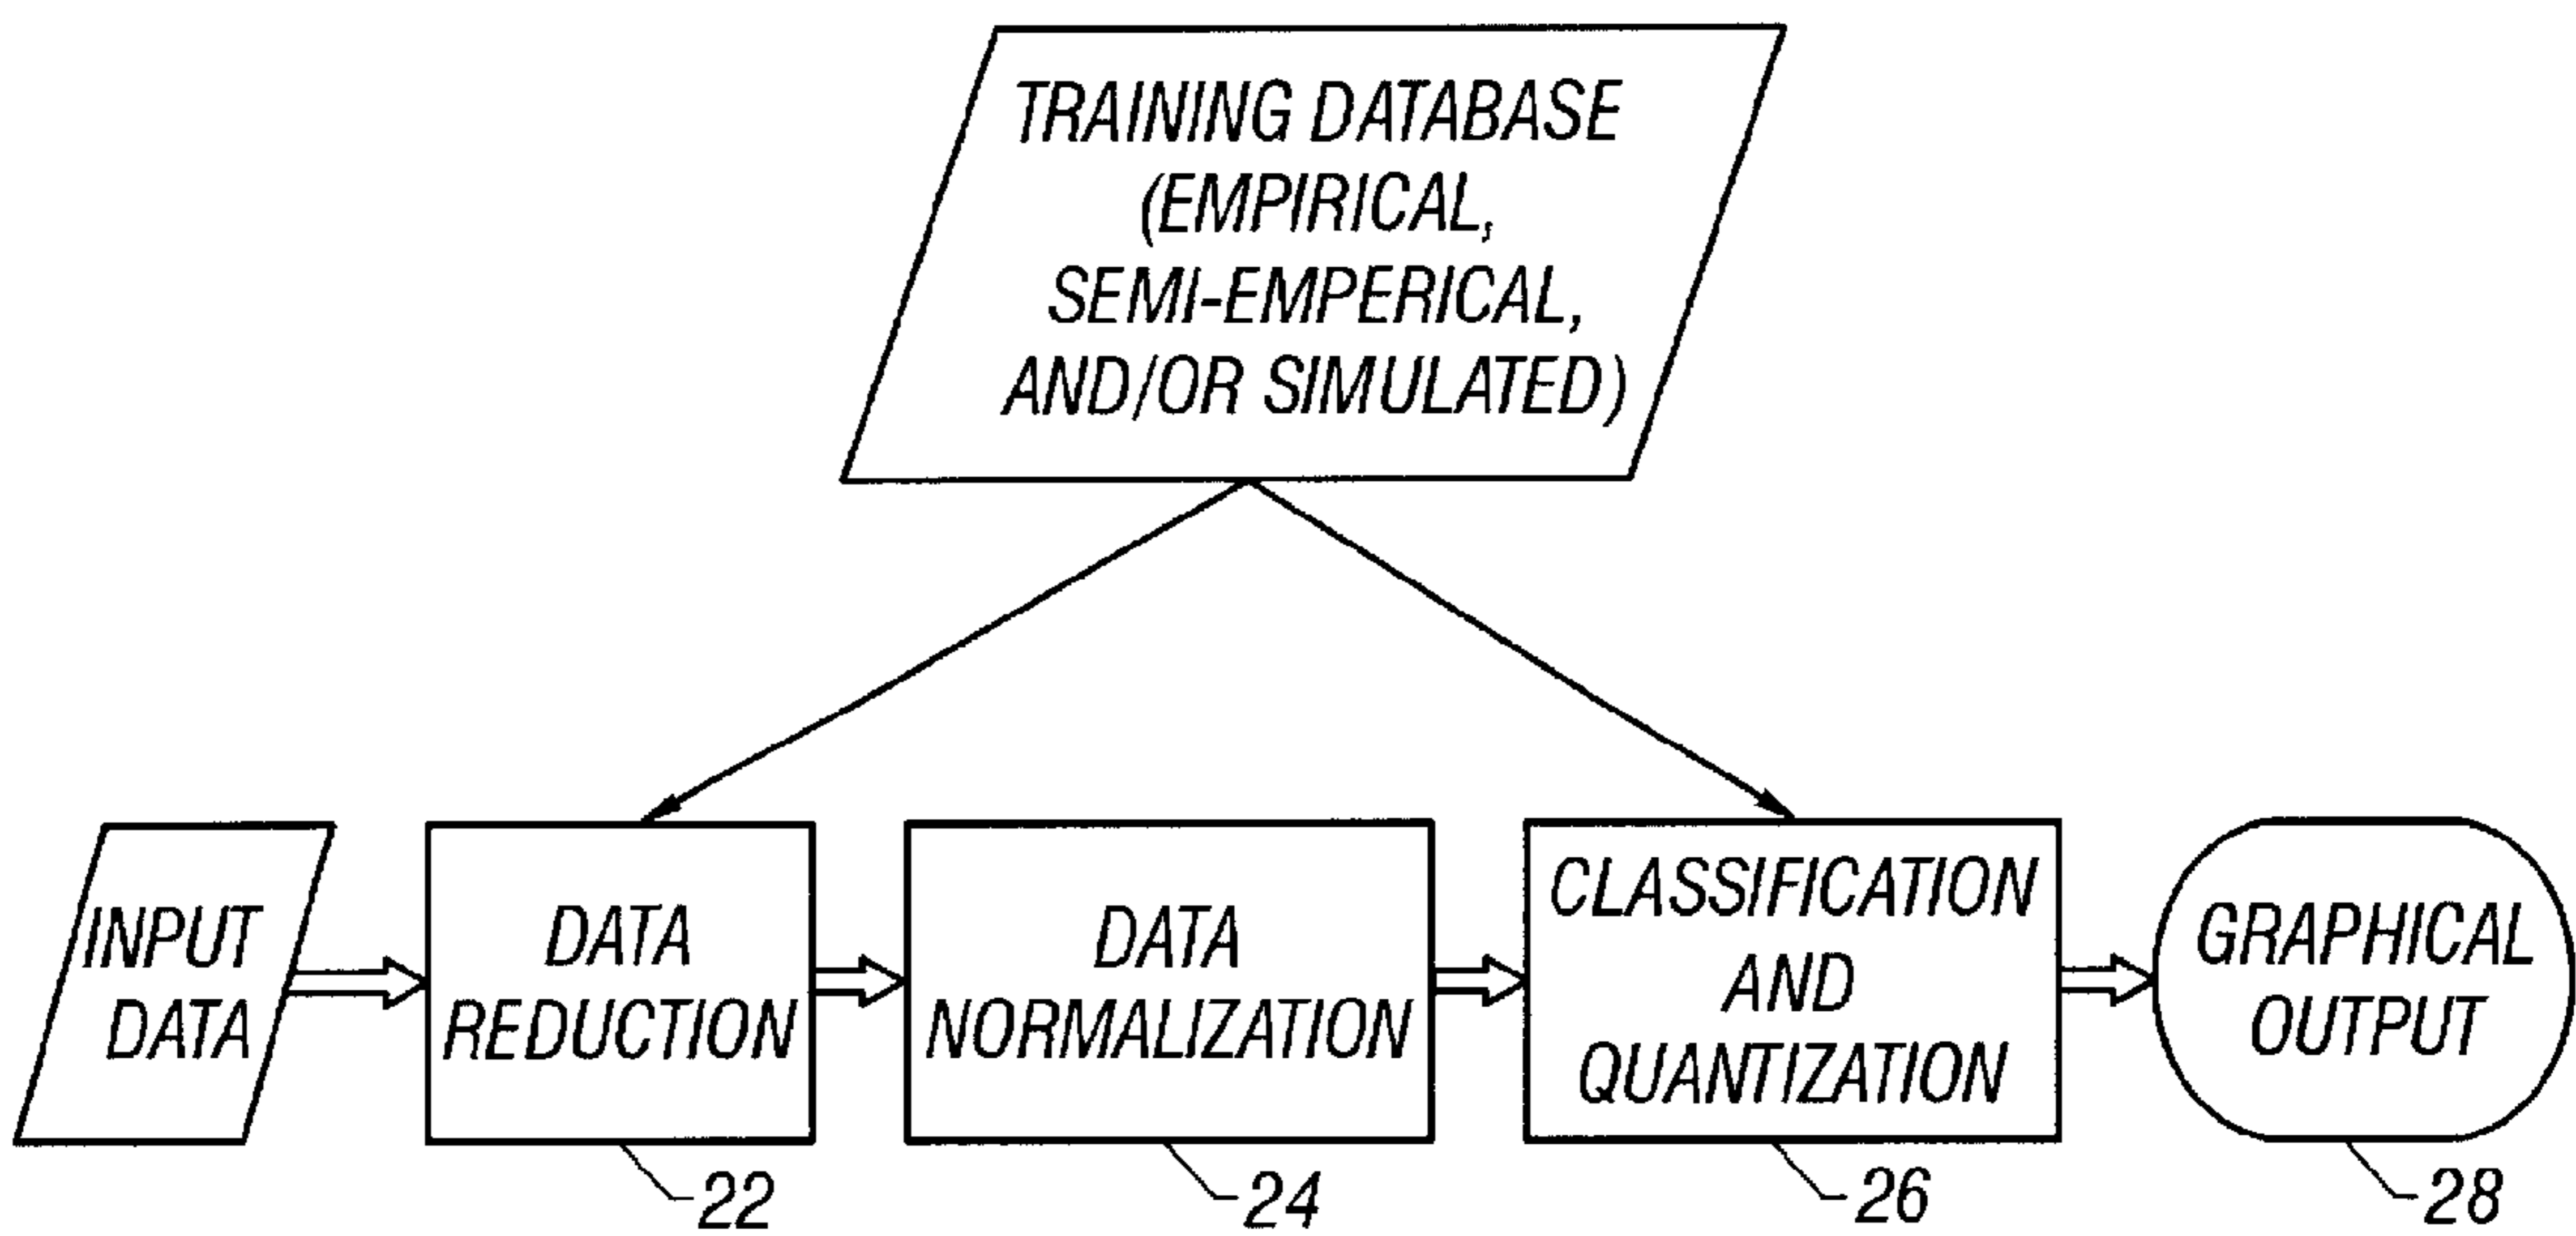 TRAINING DATABASE
(EMPIRICAL,
SEMI-EMPERICAL,
AND/OR SIMULATED)
INPUT
DATA
DATA
REDUCTION
DATA
NORMALIZATION
CLASSIFICATION
AND
QUANTIZATION
GRAPHICAL
OUTPUT
22
24
26
28